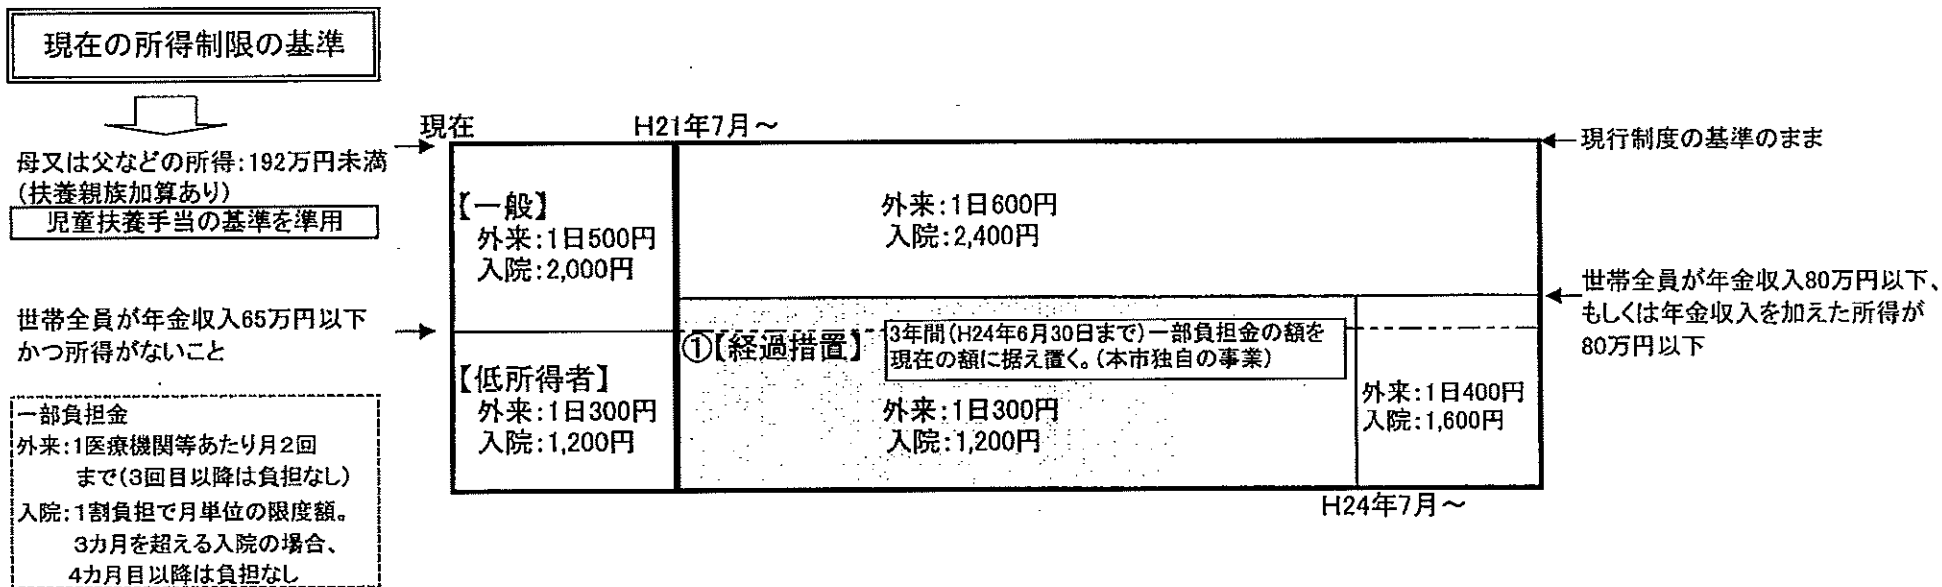 現在の所得制限の基準
母又は父などの所得:192万円未満
(扶養親族加算あり)
児童扶養手当の基準を準用
世帯全員が年金収入65万円以下
かつ所得がないこと
一部負担金
外来:1医療機関等あたり月2回
まで(3回目以降は負担なし)
入院:1割負担で月単位の限度額。
3カ月を超える入院の場合、
4カ月目以降は負担なし
現在
H21年7月～
【一般】
外来:1日500円
入院:2,000円
【低所得者】
外来:1日300円
入院:1,200円
外来:1日600円
入院:2,400円
①【経過措置】
3年間(H24年6月30日まで)一部負担金の額を
現在の額に据え置く。(本市独自の事業)
外来:1日300円
入院:1,200円
外来:1日400円
入院:1,600円
H24年7月～
現行制度の基準のまま
世帯全員が年金収入80万円以下、
もしくは年金収入を加えた所得が
80万円以下